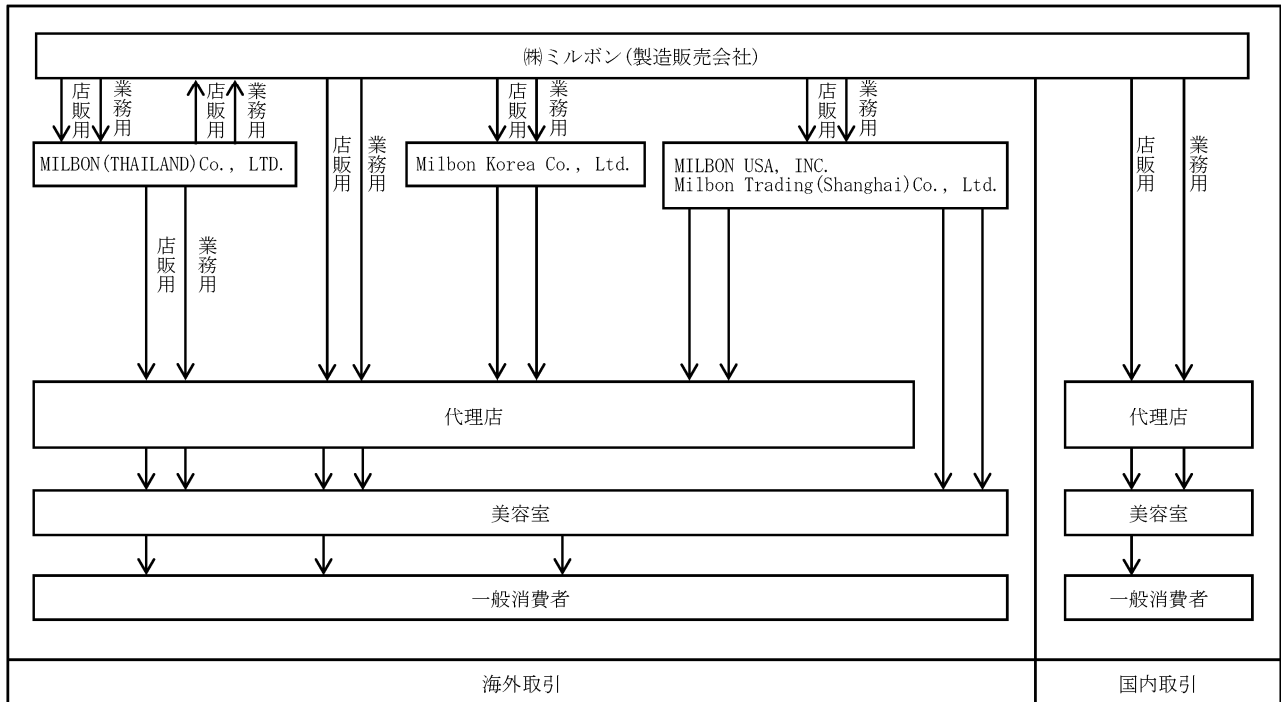 ㈱ミルボン(製造販売会社)
店販用
業務用
店販用
業務用
店販用
業務用
店販用
業務用
店販用
業務用
店販用
業務用
MILBON(THAILAND)Co., LTD.
Milbon Korea Co., Ltd.
MILBON USA, INC.
Milbon Trading(Shanghai)Co., Ltd.
店販用
業務用
代理店
代理店
美容室
美容室
一般消費者
一般消費者
海外取引
国内取引